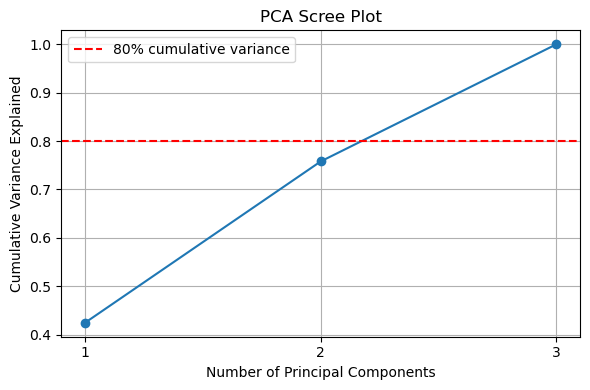 PCA Scree Plot
80% cumulative variance
Cumulative Variance Explained
1.0
0.9
0.8
0.7
0.6
0.5
0.4
1 2 3
Number of Principal Components